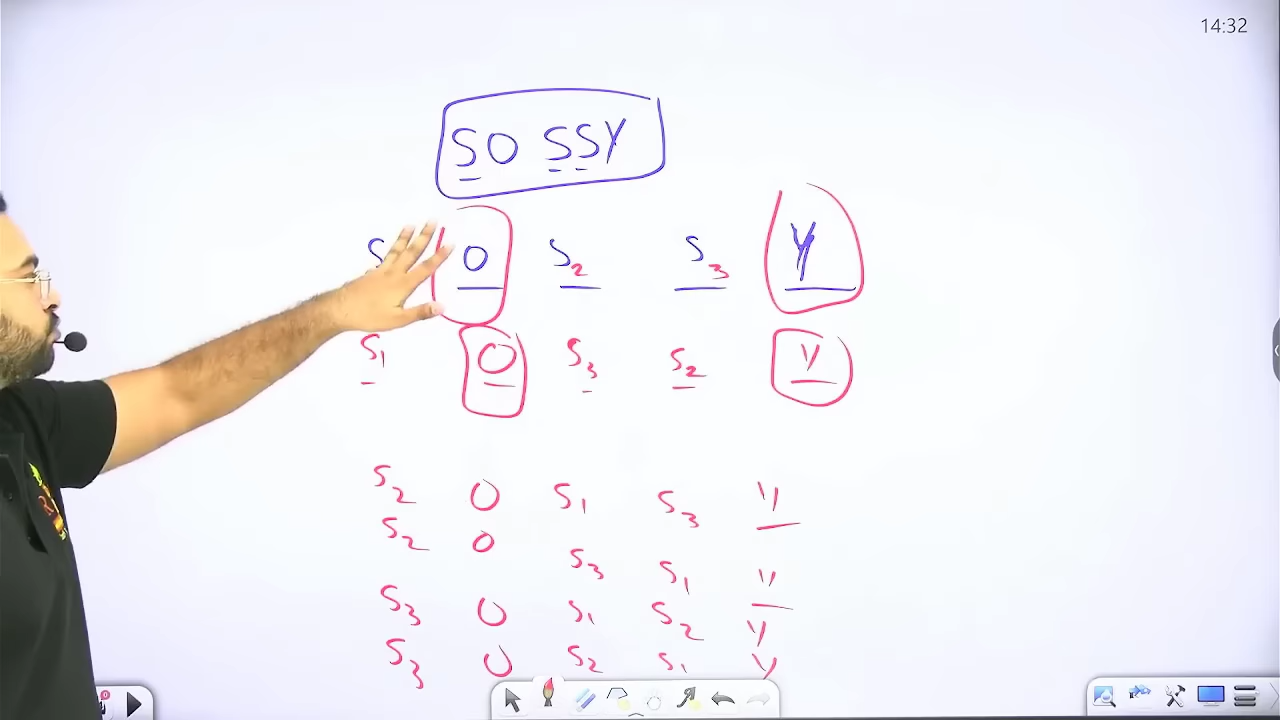 14:32
SO SSY
S O S2 S3 Y
S1 O S3 S2 Y
S2 O S1 S3 Y
S2 O S3 S1 Y
S3 O S1 S2 Y
S3 O S2 S1 Y